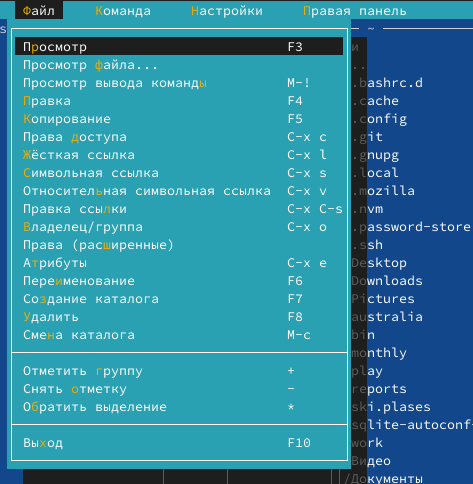 Файл Команда Настройки Правая панель
s ~
Просмотр F3 и
Просмотр файла... ..
Просмотр вывода команды M-! .bashrc.d
Правка F4 .cache
Копирование F5 .config
Права доступа C-x c .git
Жёсткая ссылка C-x l .gnupg
Символьная ссылка C-x s .local
Относительная символьная ссылка C-x v .mozilla
Правка ссылки C-x C-s .nvm
Владелец/группа C-x o .password-store
Права (расширенные) .ssh
Атрибуты C-x e Desktop
Переименование F6 Downloads
Создание каталога F7 Pictures
Удалить F8 australia
Смена каталога M-c bin
monthly
Отметить группу + play
Снять отметку - reports
Обратить выделение * ski.plases
sqlite-autoconf-
Выход F10 work
Видео
/Документы